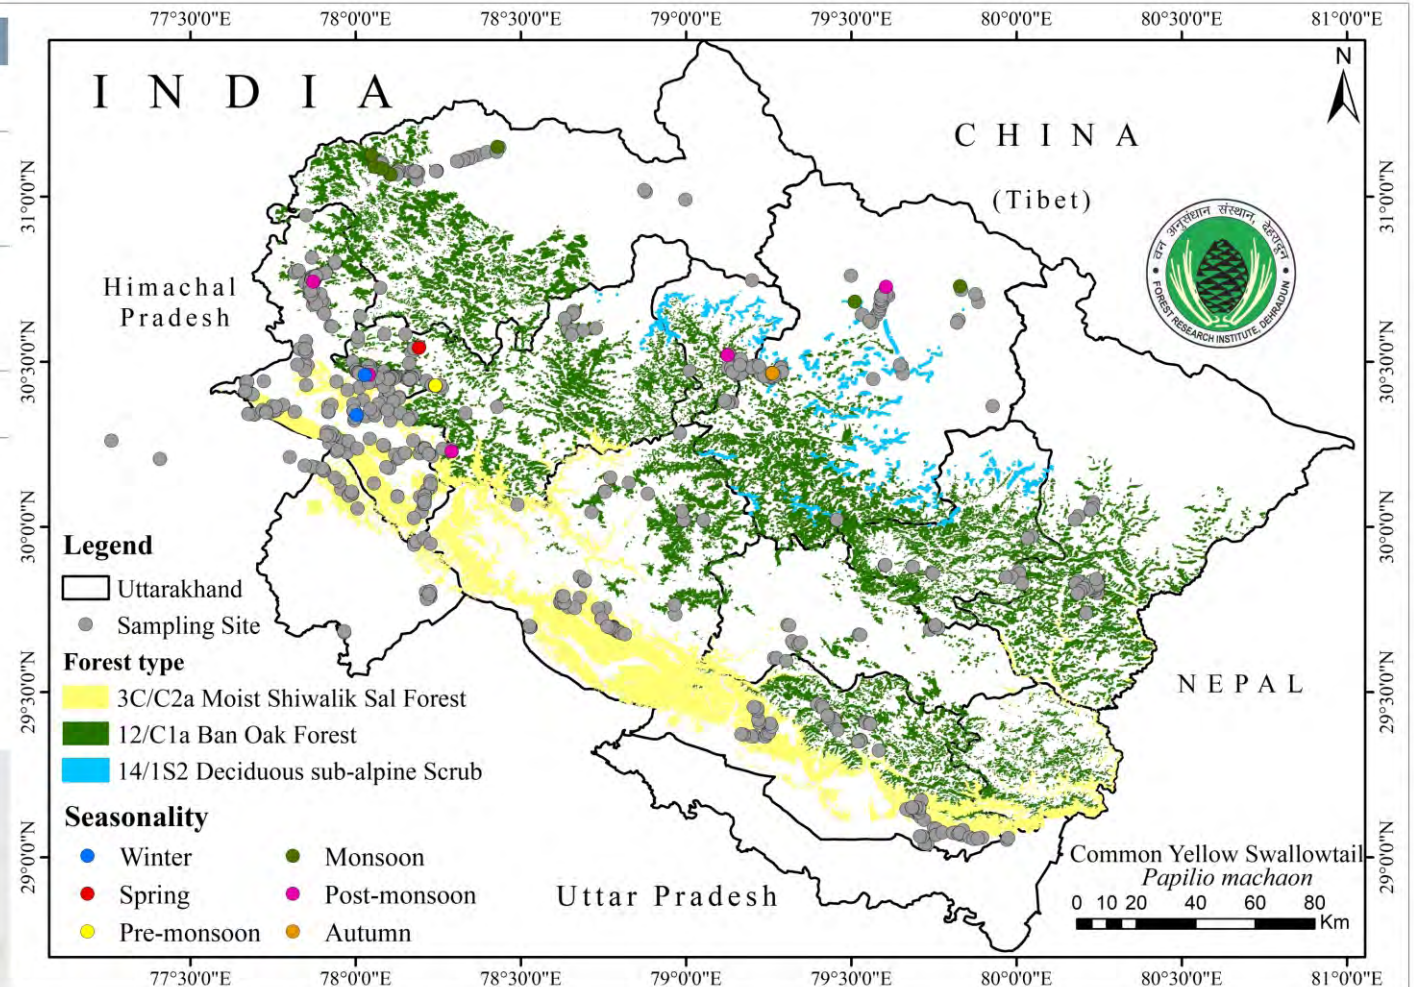 77°30'0"E 78°0'0"E 78°30'0"E 79°0'0"E 79°30'0"E 80°0'0"E 80°30'0"E 81°0'0"E
INDIA
N
CHINA
(Tibet)
31°0'0"N
31°0'0"N
वन अनुसंधान संस्थान, देहरादून
FOREST RESEARCH INSTITUTE, DEHRADUN
Himachal
Pradesh
30°30'0"N
30°30'0"N
30°0'0"N
30°0'0"N
Legend
Uttarakhand
Sampling Site
Forest type
3C/C2a Moist Shiwalik Sal Forest
12/C1a Ban Oak Forest
14/1S2 Deciduous sub-alpine Scrub
29°30'0"N
29°30'0"N
NEPAL
Seasonality
Winter
Spring
Pre-monsoon
Monsoon
Post-monsoon
Autumn
29°0'0"N
29°0'0"N
Uttar Pradesh
Common Yellow Swallowtail
Papilio machaon
0 10 20 40 60 80
Km
77°30'0"E 78°0'0"E 78°30'0"E 79°0'0"E 79°30'0"E 80°0'0"E 80°30'0"E 81°0'0"E